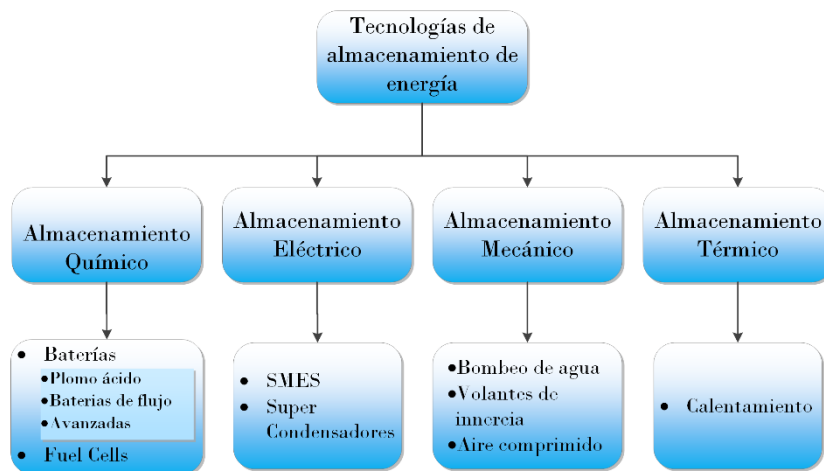 Tecnologías de
almacenamiento de
energía
Almacenamiento
Químico
Almacenamiento
Eléctrico
Almacenamiento
Mecánico
Almacenamiento
Térmico
• Baterías
•Plomo ácido
•Baterias de flujo
•Avanzadas
• Fuel Cells
• SMES
• Super
Condensadores
•Bombeo de agua
•Volantes de
innercia
•Aire comprimido
• Calentamiento